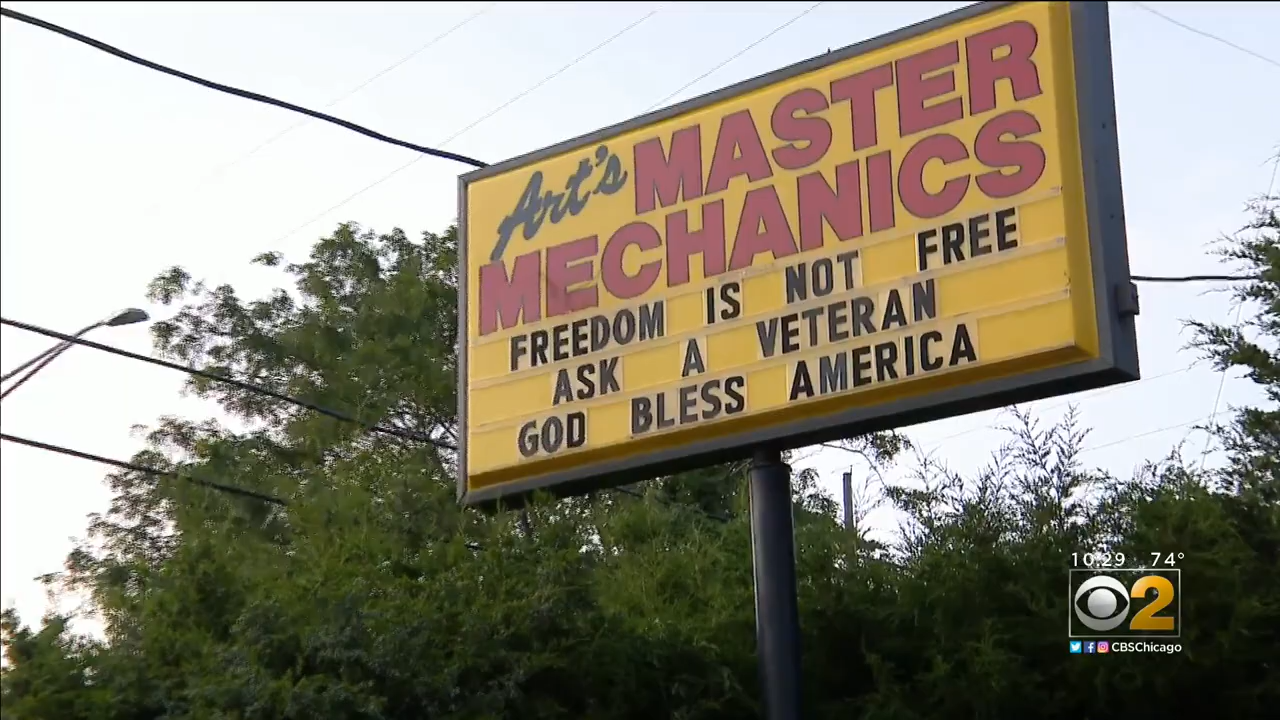 Art's MASTER
MECHANICS
FREEDOM IS NOT FREE
ASK A VETERAN
GOD BLESS AMERICA
10:29 74°
2
CBSChicago